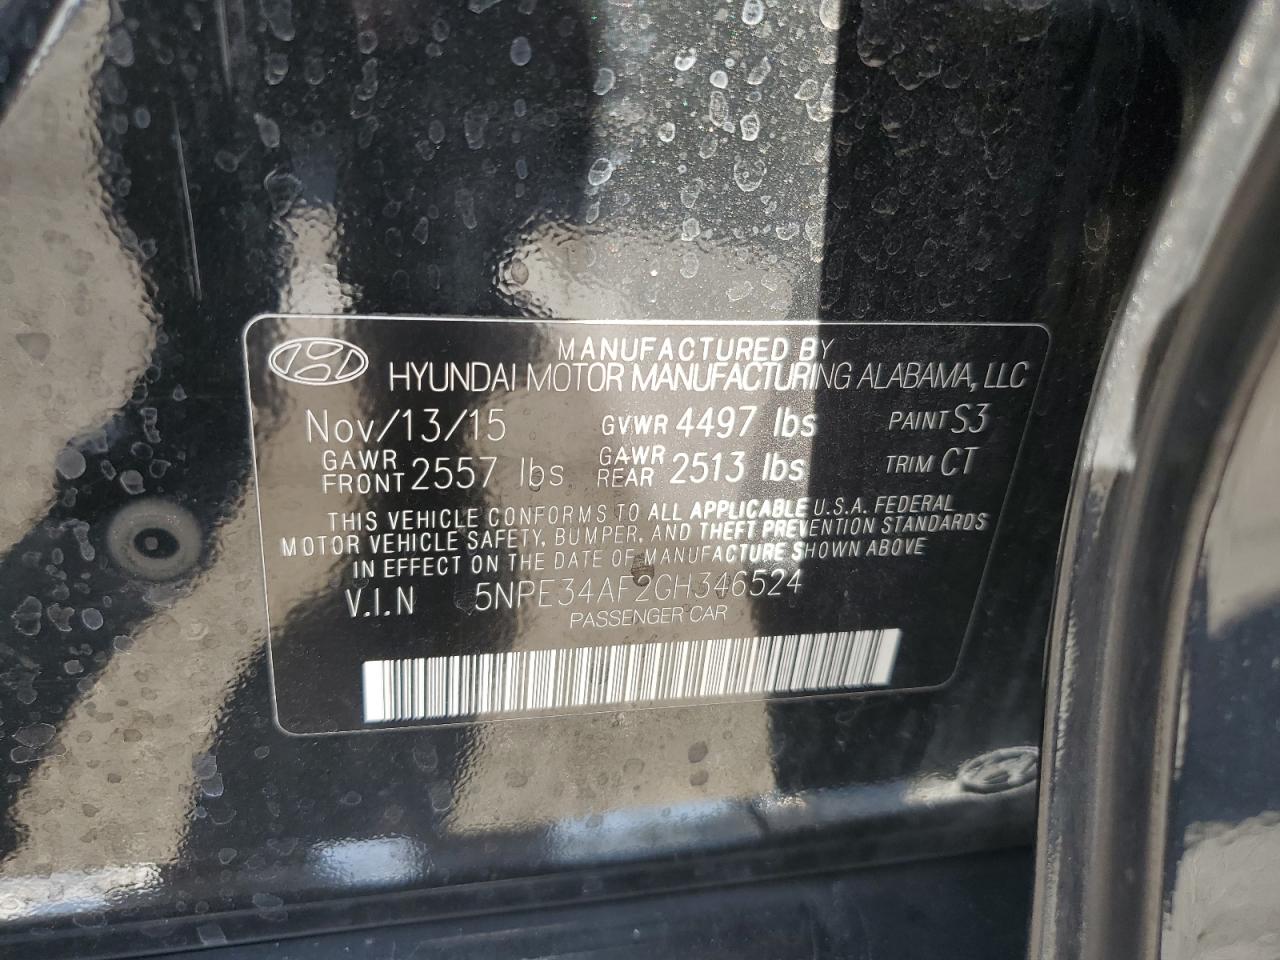 MANUFACTURED BY
HYUNDAI MOTOR MANUFACTURING ALABAMA, LLC
Nov/13/15 GVWR 4497 lbs PAINT S3
GAWR FRONT 2557 lbs GAWR REAR 2513 lbs TRIM CT
THIS VEHICLE CONFORMS TO ALL APPLICABLE U.S.A. FEDERAL
MOTOR VEHICLE SAFETY, BUMPER, AND THEFT PREVENTION STANDARDS
IN EFFECT ON THE DATE OF MANUFACTURE SHOWN ABOVE
V.I.N 5NPE34AF2GH346524
PASSENGER CAR